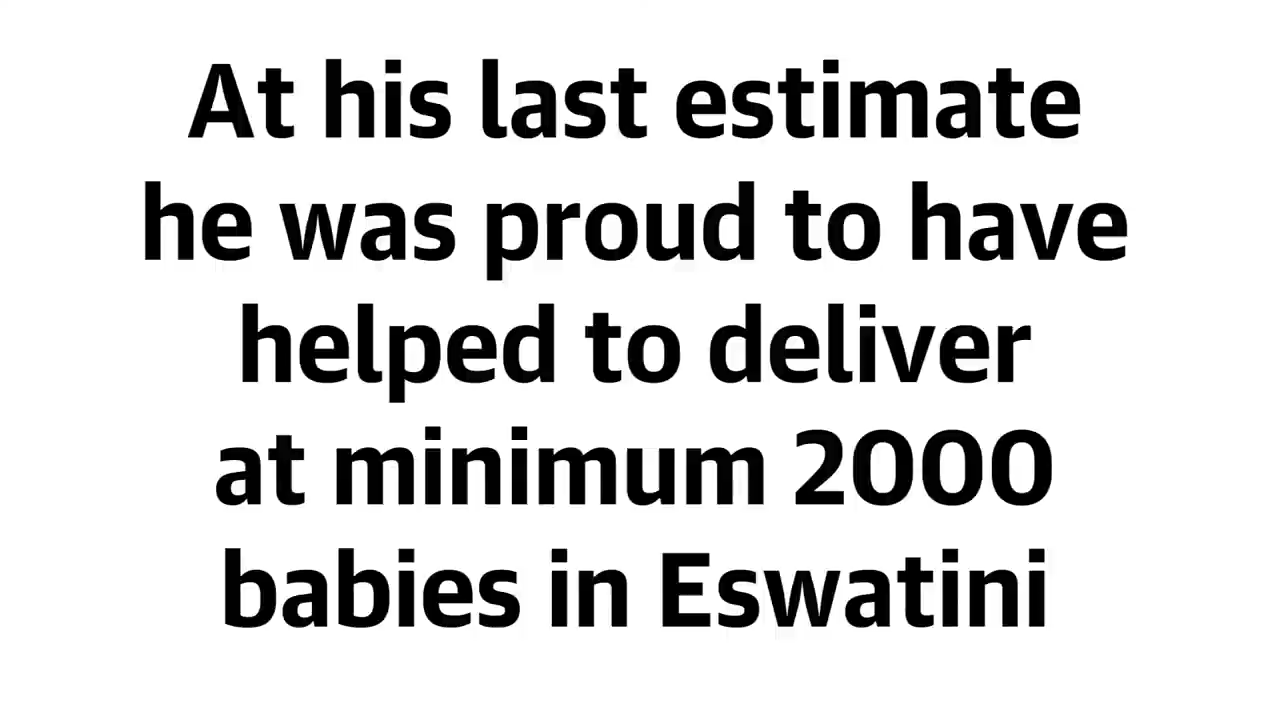 At his last estimate
he was proud to have
helped to deliver
at minimum 2000
babies in Eswatini